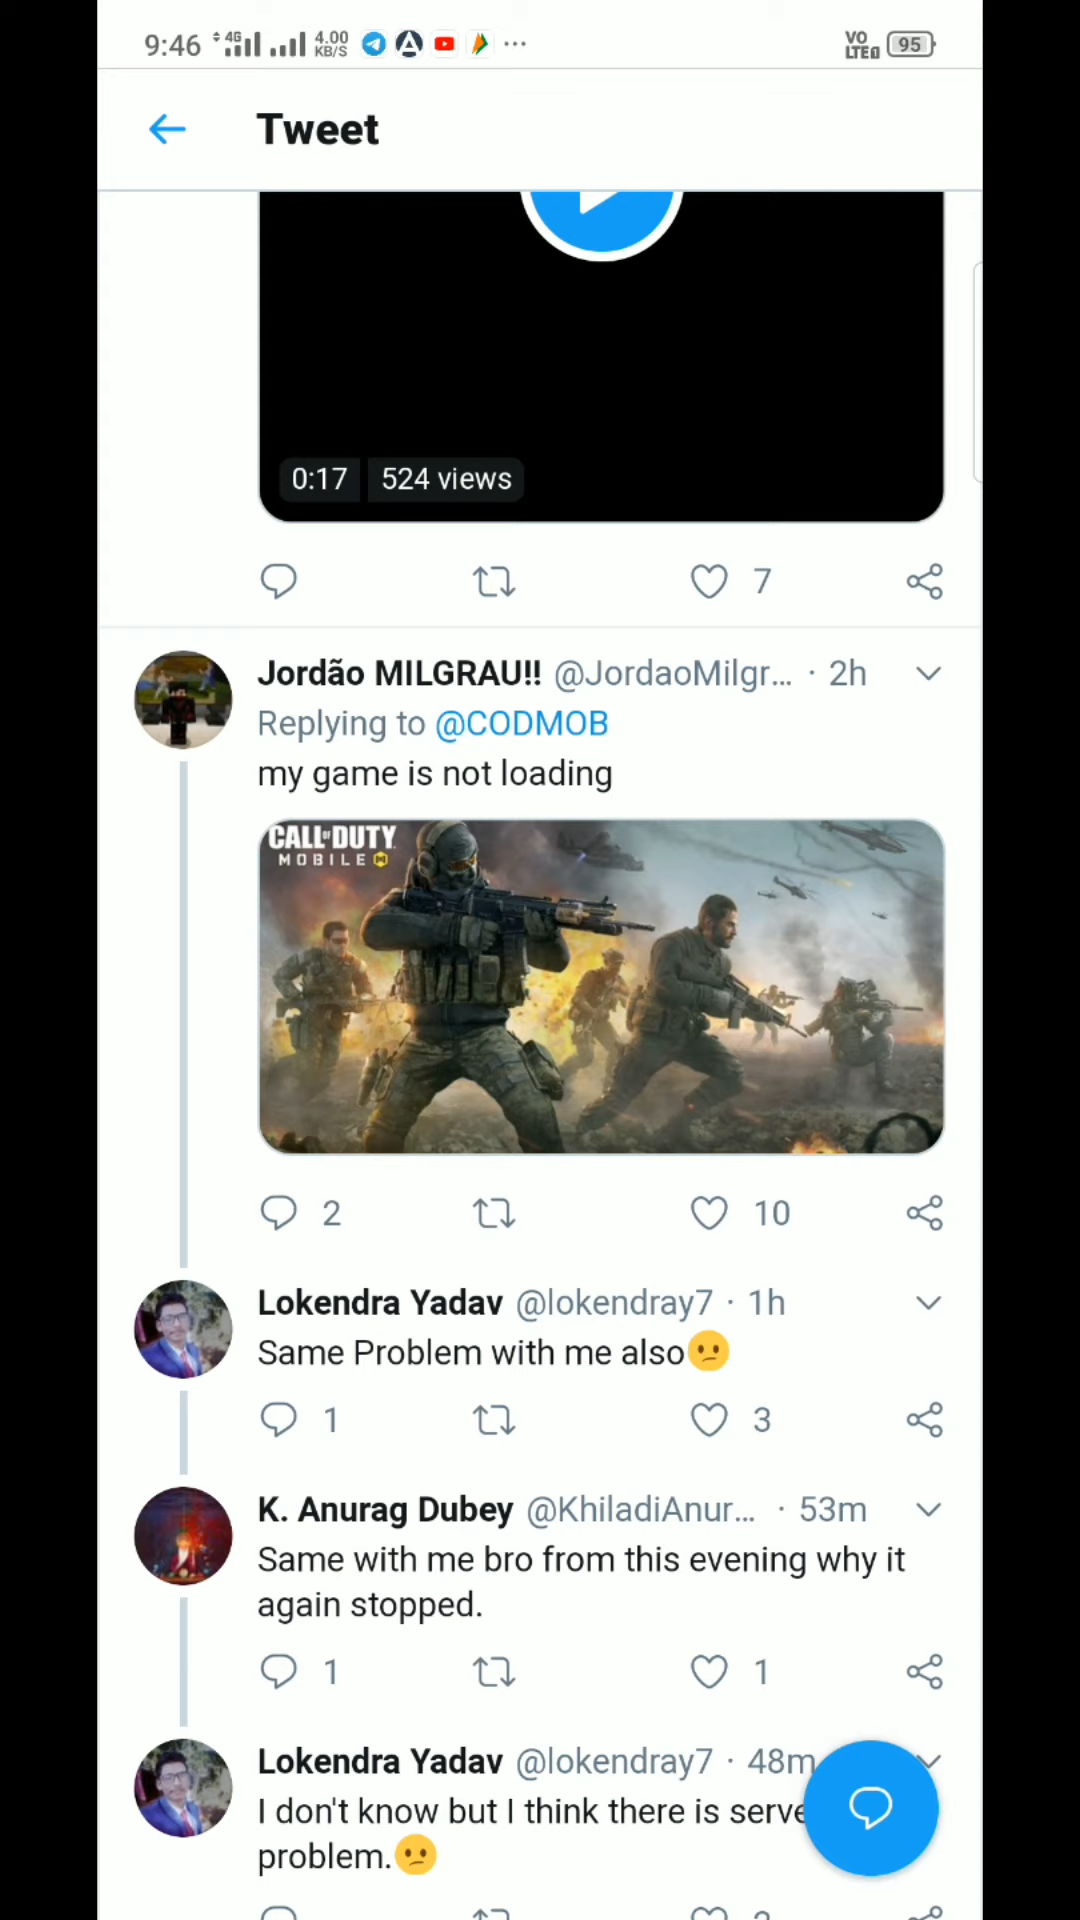 9:46 4G 4.00 KB/S VO LTE 95
Tweet
0:17 524 views
7
Jordão MILGRAU!! @JordaoMilgr... · 2h
Replying to @CODMOB
my game is not loading
CALL OF DUTY
MOBILE
2 10
Lokendra Yadav @lokendray7 · 1h
Same Problem with me also😕
1 3
K. Anurag Dubey @KhiladiAnur... · 53m
Same with me bro from this evening why it
again stopped.
1 1
Lokendra Yadav @lokendray7 · 48m
I don't know but I think there is serve
problem.😕